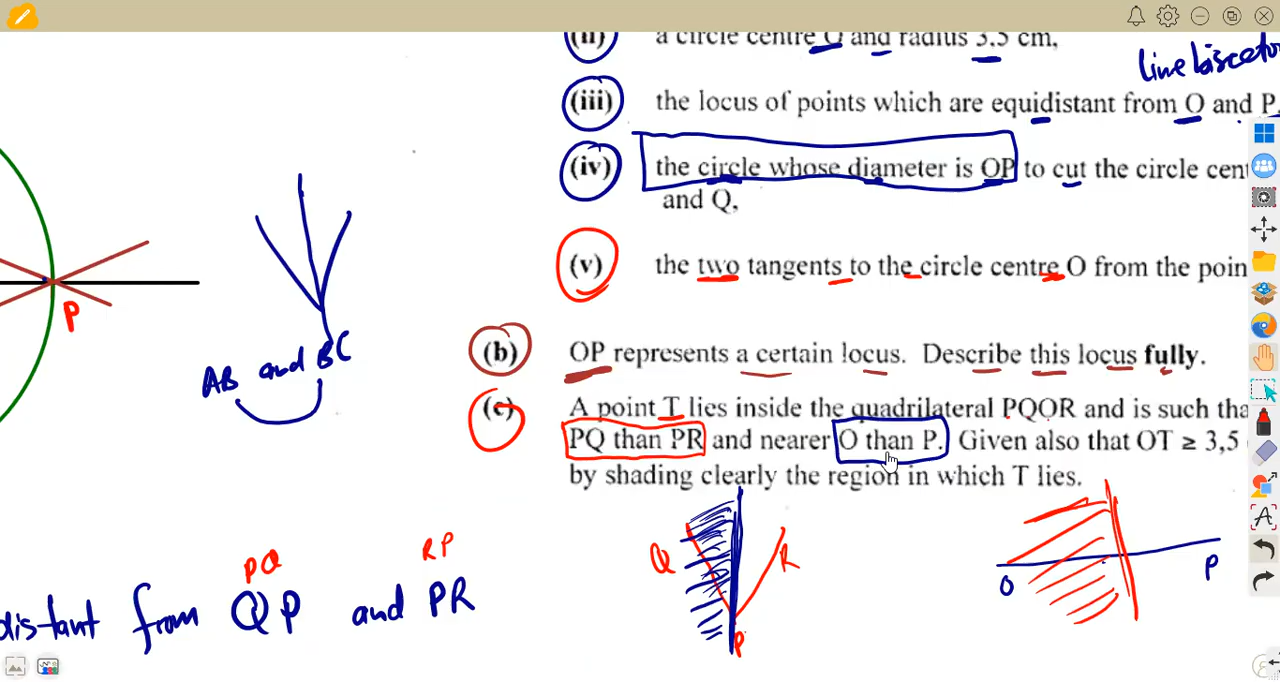 (ii) a circle centre O and radius 3.5 cm,
line bisector
(iii) the locus of points which are equidistant from O and P.
(iv) the circle whose diameter is OP to cut the circle cent
and Q,
(v) the two tangents to the circle centre O from the poin
P
AB and BC
(b) OP represents a certain locus. Describe this locus fully.
(c) A point T lies inside the quadrilateral PQOR and is such tha
PQ than PR and nearer O than P. Given also that OT ≥ 3,5
by shading clearly the region in which T lies.
PQ RP
distant from QP and PR
Q R P
O P